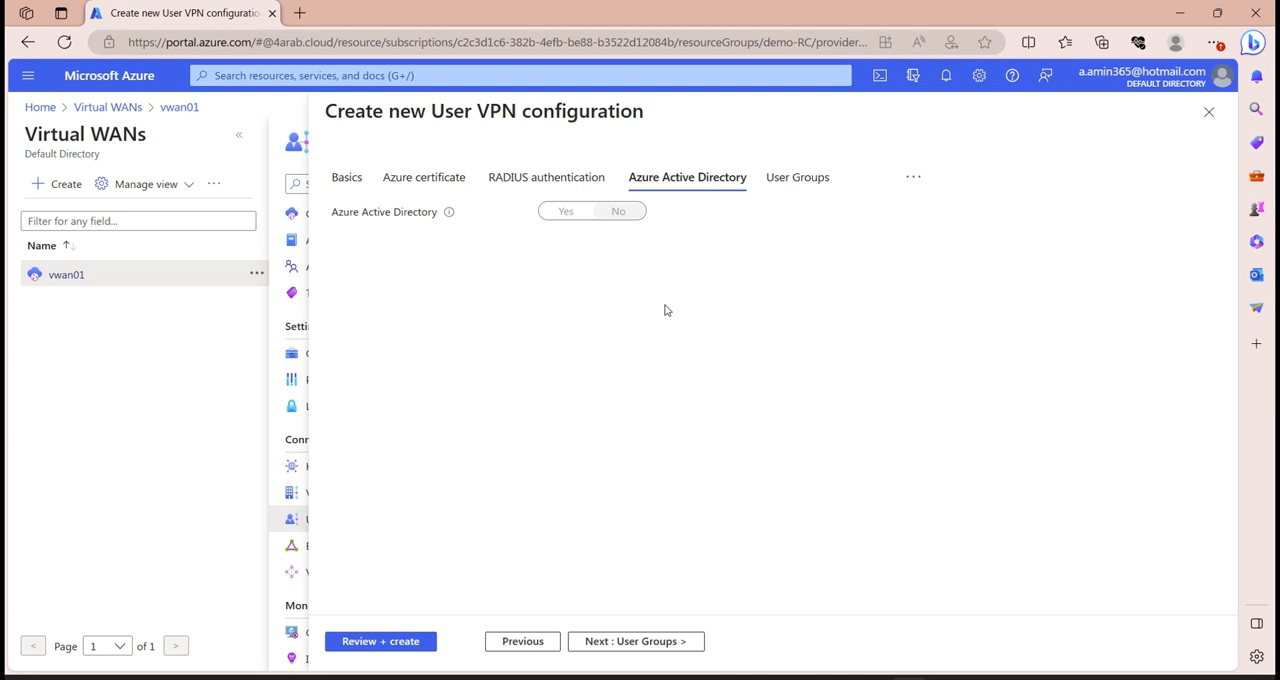 Create new User VPN configuratio
https://portal.azure.com/#@4arab.cloud/resource/subscriptions/c2c3d1c6-382b-4efb-be88-b3522d12084b/resourceGroups/demo-RC/provider...
Microsoft Azure
Search resources, services, and docs (G+/)
a.amin365@hotmail.com
DEFAULT DIRECTORY
Home > Virtual WANs > vwan01
Virtual WANs
Default Directory
Create
Manage view
Filter for any field...
Name
vwan01
Setti
Conn
Mon
Page 1 of 1
Create new User VPN configuration
Basics
Azure certificate
RADIUS authentication
Azure Active Directory
User Groups
Azure Active Directory
Yes
No
Review + create
Previous
Next : User Groups >